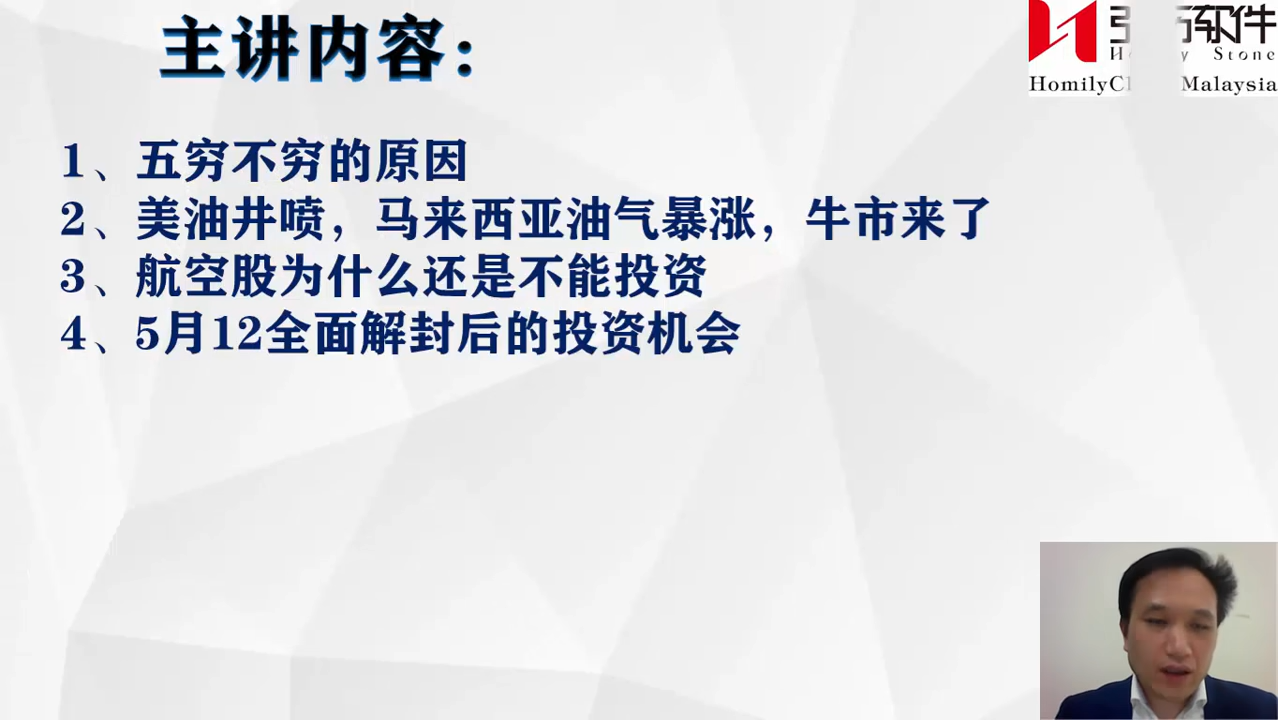 主讲内容：
软件
Stone
Malaysia
1、五穷不穷的原因
2、美油井喷，马来西亚油气暴涨，牛市来了
3、航空股为什么还是不能投资
4、5月12全面解封后的投资机会